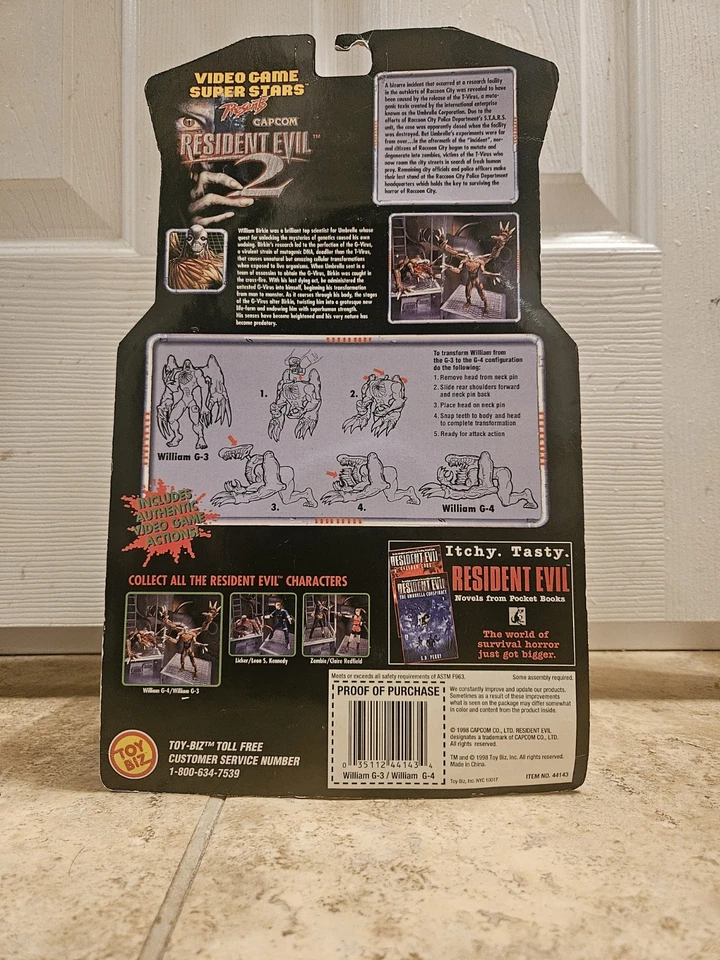 VIDEO GAME
SUPER STARS™
Presents
CAPCOM
RESIDENT EVIL™
2
A bizarre incident that occurred at a research facility
in the outskirts of Raccoon City was revealed to have
been caused by the release of the T-Virus, a muta-
genic toxin created by the international enterprise
known as the Umbrella Corporation. Due to the
efforts of Raccoon City Police Department's S.T.A.R.S.
unit, the case was apparently closed when the facility
was destroyed. But Umbrella's experiments were far
from over....in the aftermath of the "incident", nor-
mal citizens of Raccoon City began to mutate and
degenerate into zombies, victims of the T-Virus who
now roam the city streets in search of fresh human
prey. Remaining city officials and police officers make
their last stand at the Raccoon City Police Department
headquarters which holds the key to surviving the
horror of Raccoon City.
William Birkin was a brilliant top scientist for Umbrella whose
quest for unlocking the mysteries of genetics caused his own
undoing. Birkin's research led to the perfection of the G-Virus,
a virulent strain of mutagenic DNA, deadlier than the T-Virus,
that causes unnatural but amazing cellular transformations
when exposed to live organisms. When Umbrella sent in a
team of assassins to obtain the G-Virus, Birkin was caught in
the cross-fire. With his last dying act, he administered the
untested G-Virus into himself, beginning his transformation
from man to monster. As it courses through his body, the stages
of the G-Virus alter Birkin, twisting him into a grotesque new
life-form and endowing him with superhuman strength.
His senses have become heightened and his very nature has
become predatory.
To transform William from
the G-3 to the G-4 configuration
do the following:
1. Remove head from neck pin
2. Slide rear shoulders forward
and neck pin back
3. Place head on neck pin
4. Snap teeth to body and head
to complete transformation
5. Ready for attack action
1.
2.
William G-3
3.
4.
William G-4
INCLUDES
AUTHENTIC
VIDEO GAME
ACTIONS!
COLLECT ALL THE RESIDENT EVIL™ CHARACTERS
William G-4/William G-3
Licker/Leon S. Kennedy
Zombie/Claire Redfield
Itchy. Tasty.
RESIDENT EVIL
RESIDENT EVIL
THE UMBRELLA CONSPIRACY
S.D. PERRY
RESIDENT EVIL™
Novels from Pocket Books
The world of
survival horror
just got bigger.
Meets or exceeds all safety requirements of ASTM F963.
Some assembly required.
PROOF OF PURCHASE
0 35112 44143 4
William G-3 / William G-4
We constantly improve and update our products.
Sometimes as a result of these improvements
what is seen on the package may differ somewhat
in color and content from the product inside.
© 1998 CAPCOM CO., LTD. RESIDENT EVIL
designates a trademark of CAPCOM CO., LTD.
All rights reserved.
TM and © 1998 Toy Biz, Inc. All rights reserved.
Made in China.
Toy Biz, Inc. NYC 10017
ITEM NO. 44143
TOY
BIZ
TOY-BIZ™ TOLL FREE
CUSTOMER SERVICE NUMBER
1-800-634-7539